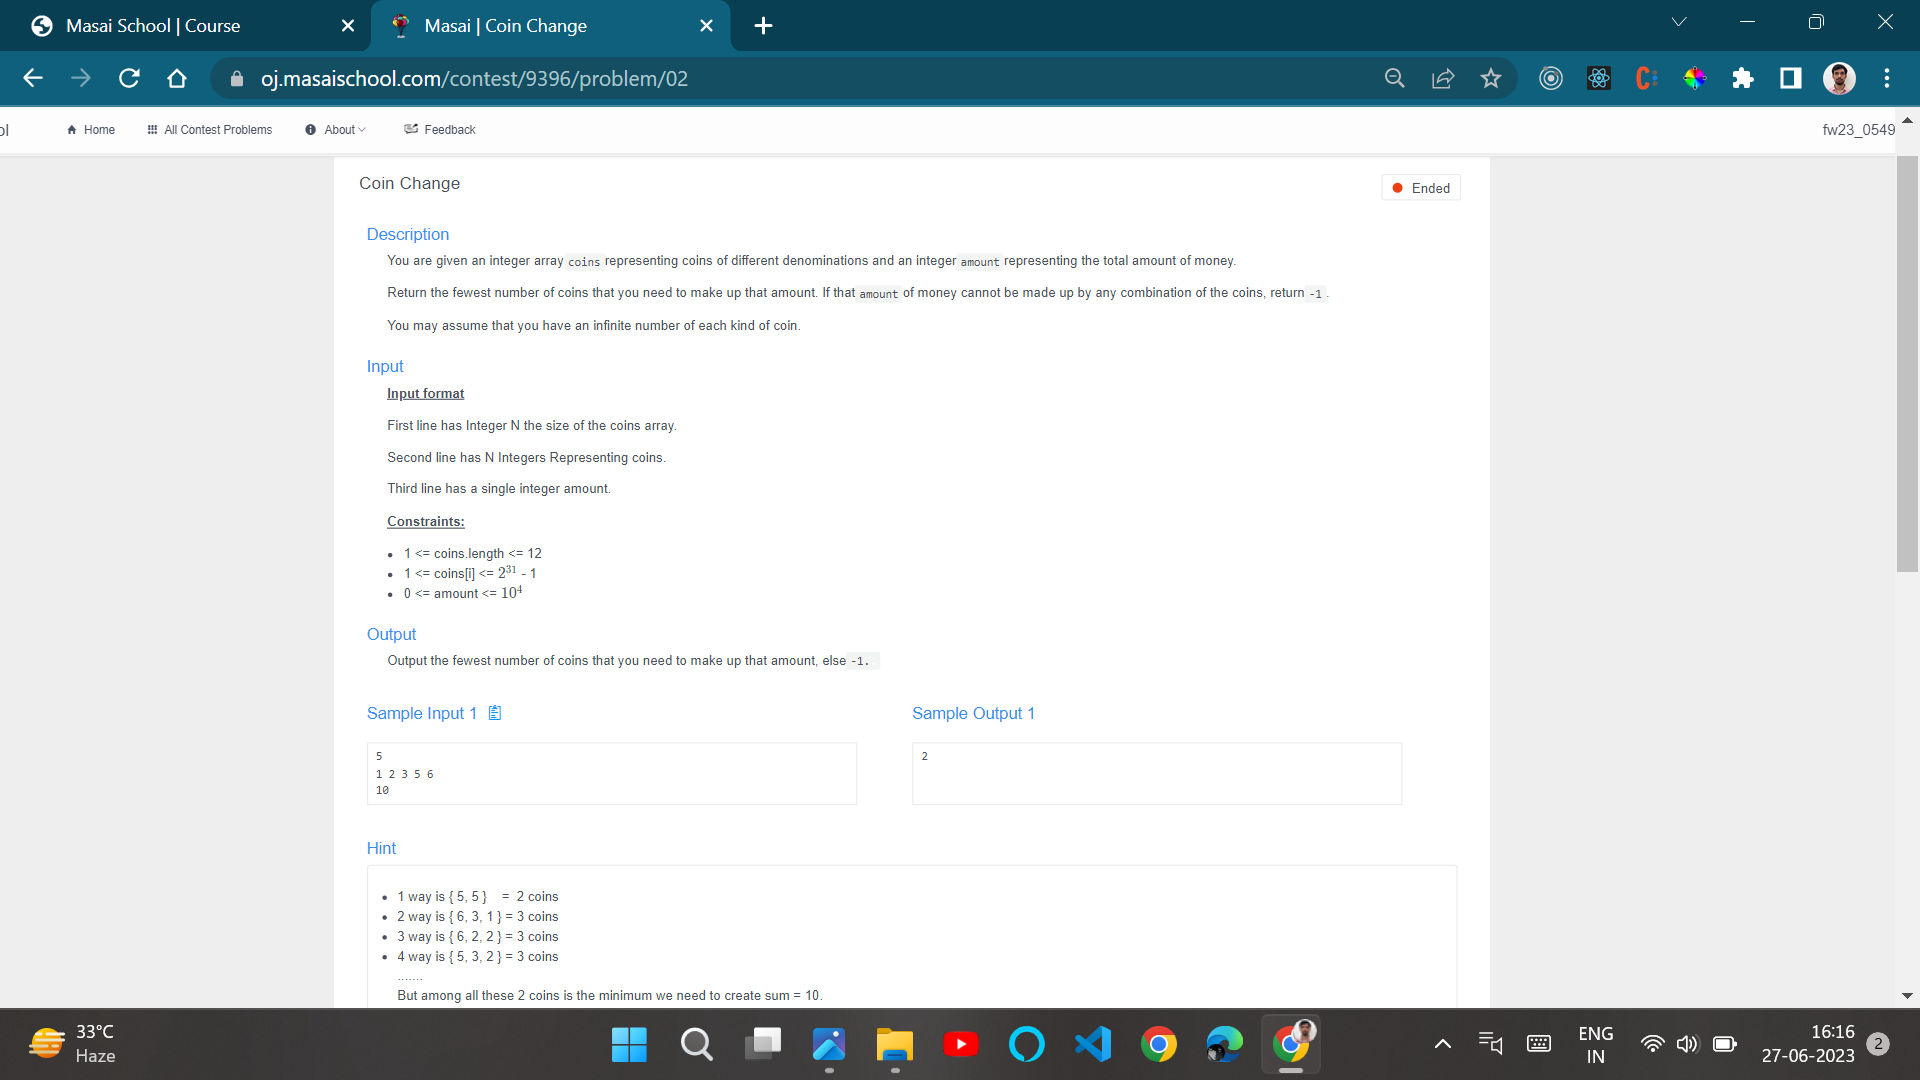 Masai School | Course
Masai | Coin Change
oj.masaischool.com/contest/9396/problem/02
ol
Home
All Contest Problems
About
Feedback
fw23_0549
Coin Change
Ended
Description
You are given an integer array coins representing coins of different denominations and an integer amount representing the total amount of money.
Return the fewest number of coins that you need to make up that amount. If that amount of money cannot be made up by any combination of the coins, return -1 .
You may assume that you have an infinite number of each kind of coin.
Input
Input format
First line has Integer N the size of the coins array.
Second line has N Integers Representing coins.
Third line has a single integer amount.
Constraints:
1 <= coins.length <= 12
1 <= coins[i] <= 2^31 - 1
0 <= amount <= 10^4
Output
Output the fewest number of coins that you need to make up that amount, else -1.
Sample Input 1
Sample Output 1
5
1 2 3 5 6
10
2
Hint
1 way is { 5, 5 }    =  2 coins
2 way is { 6, 3, 1 } = 3 coins
3 way is { 6, 2, 2 } = 3 coins
4 way is { 5, 3, 2 } = 3 coins
.......
But among all these 2 coins is the minimum we need to create sum = 10.
33°C
Haze
ENG
IN
16:16
27-06-2023
2